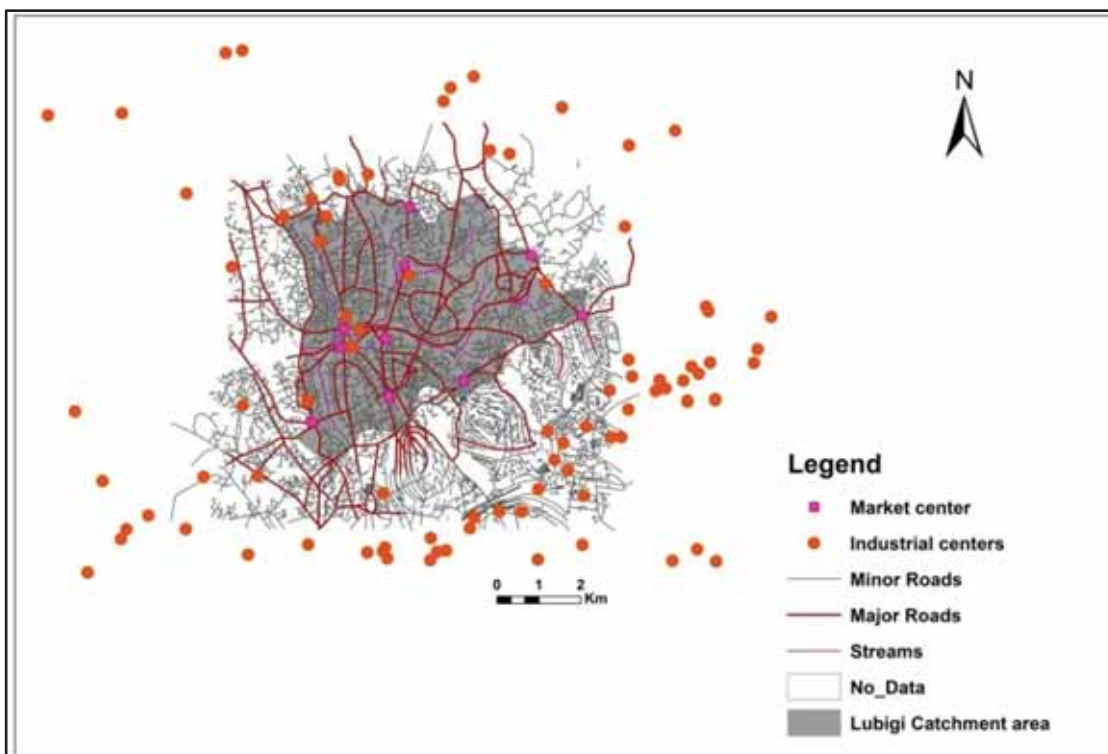 N
Legend
Market center
Industrial centers
Minor Roads
Major Roads
Streams
No_Data
Lubigi Catchment area
0 1 2
Km